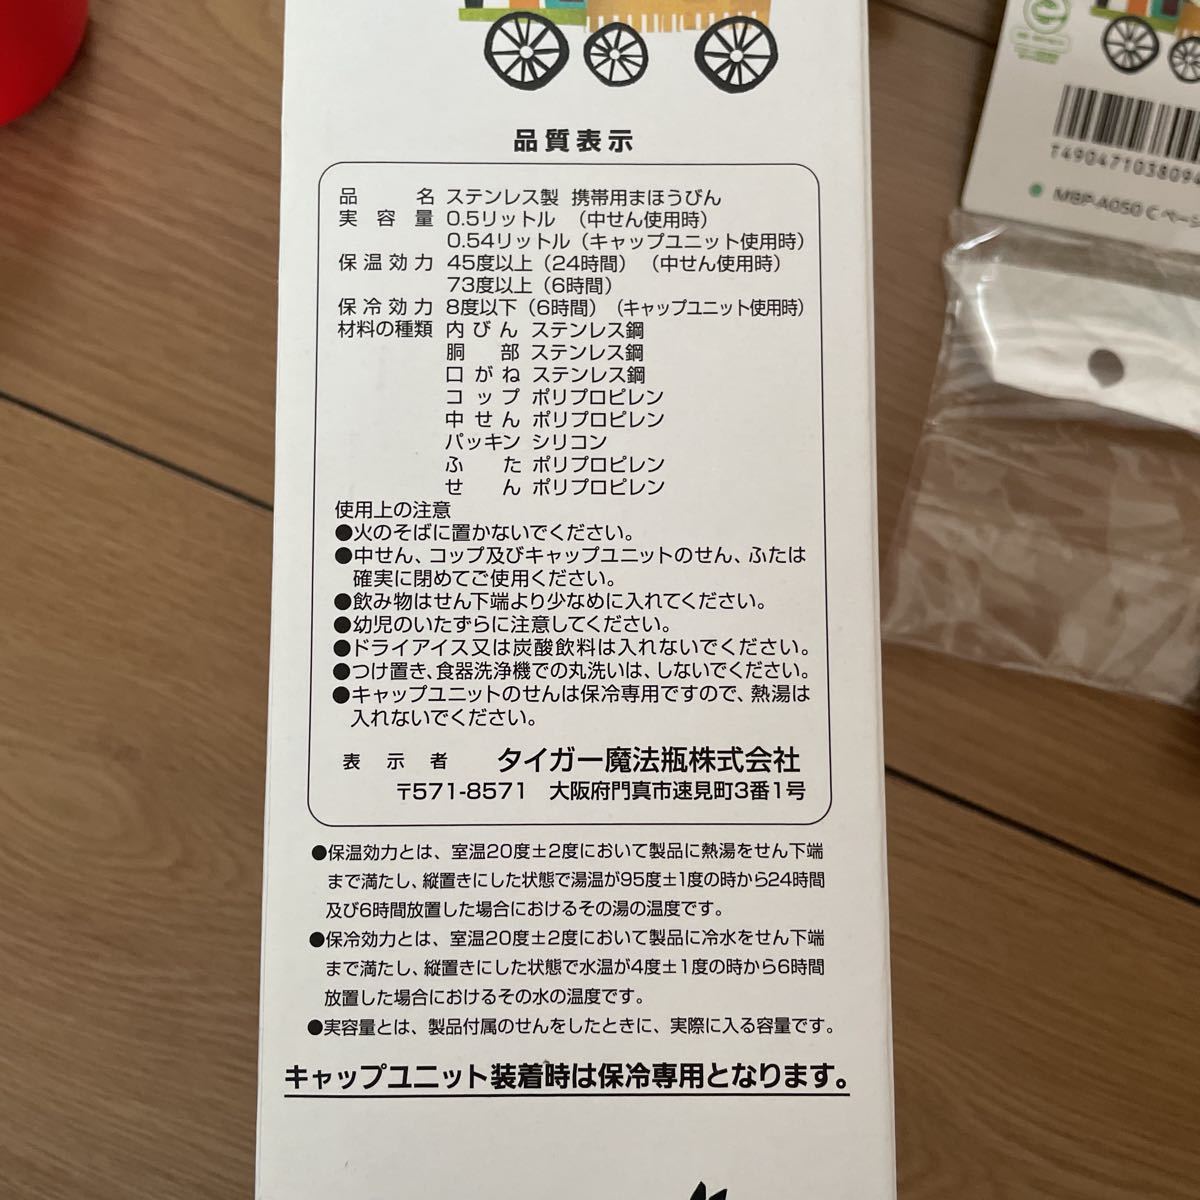 品質表示
品名 ステンレス製 携帯用まほうびん
実容量 0.5リットル (中せん使用時)
0.54リットル(キャップユニット使用時)
保温効力 45度以上(24時間) (中せん使用時)
73度以上(6時間)
保冷効力 8度以下(6時間) (キャップユニット使用時)
材料の種類 内びん ステンレス鋼
胴部 ステンレス鋼
口がね ステンレス鋼
コップ ポリプロピレン
中せん ポリプロピレン
パッキン シリコン
ふた ポリプロピレン
せん ポリプロピレン
使用上の注意
●火のそばに置かないでください。
●中せん、コップ及びキャップユニットのせん、ふたは
確実に閉めてご使用ください。
●飲み物はせん下端より少なめに入れてください。
●幼児のいたずらに注意してください。
●ドライアイス又は炭酸飲料は入れないでください。
●つけ置き、食器洗浄機での丸洗いは、しないでください。
●キャップユニットのせんは保冷専用ですので、熱湯は
入れないでください。
表示者 タイガー魔法瓶株式会社
〒571-8571 大阪府門真市速見町3番1号
●保温効力とは、室温20度±2度において製品に熱湯をせん下端
まで満たし、縦置きにした状態で湯温が95度±1度の時から24時間
及び6時間放置した場合におけるその湯の温度です。
●保冷効力とは、室温20度±2度において製品に冷水をせん下端
まで満たし、縦置きにした状態で水温が4度±1度の時から6時間
放置した場合におけるその水の温度です。
●実容量とは、製品付属のせんをしたときに、実際に入る容量です。
キャップユニット装着時は保冷専用となります。
T490471038094
MBP-A050 C ベージ